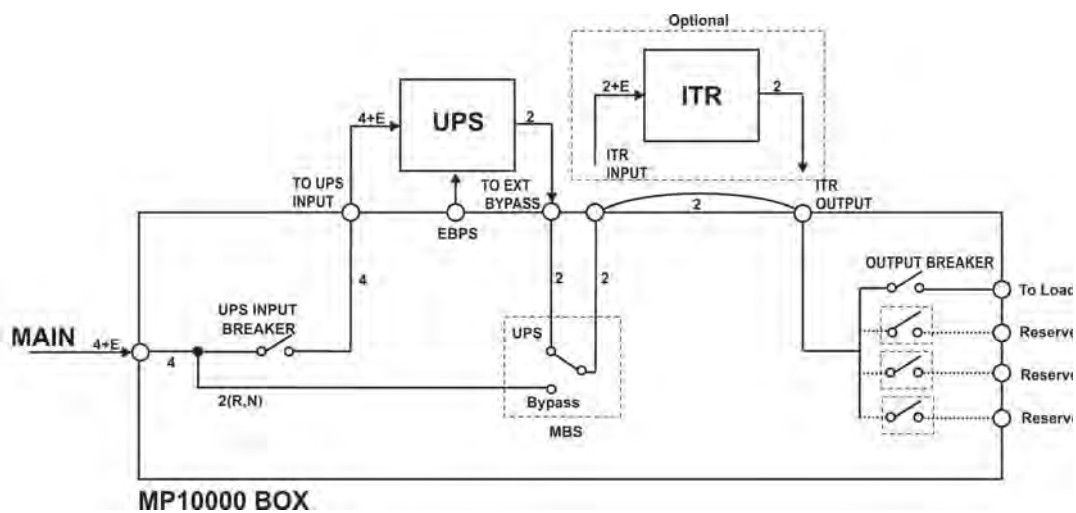 Optional
2+E
ITR
2
ITR
INPUT
4+E
UPS
2
TO UPS
INPUT
EBPS
TO EXT
BYPASS
ITR
OUTPUT
2
4
2
2
OUTPUT BREAKER
To Load
Reserve
Reserve
Reserve
UPS INPUT
BREAKER
MAIN
4+E
4
2(R,N)
UPS
Bypass
MBS
MP10000 BOX